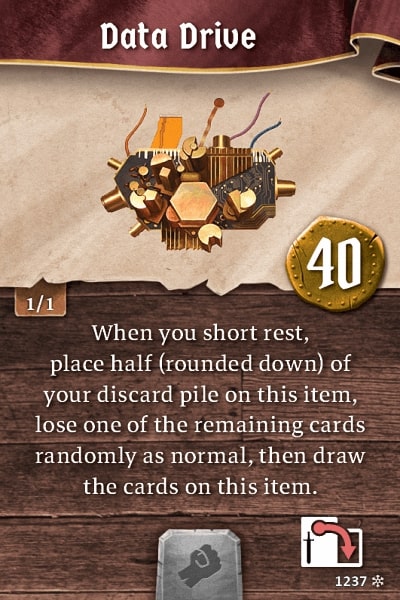 Data Drive
40
1/1
When you short rest,
place half (rounded down) of
your discard pile on this item,
lose one of the remaining cards
randomly as normal, then draw
the cards on this item.
1237